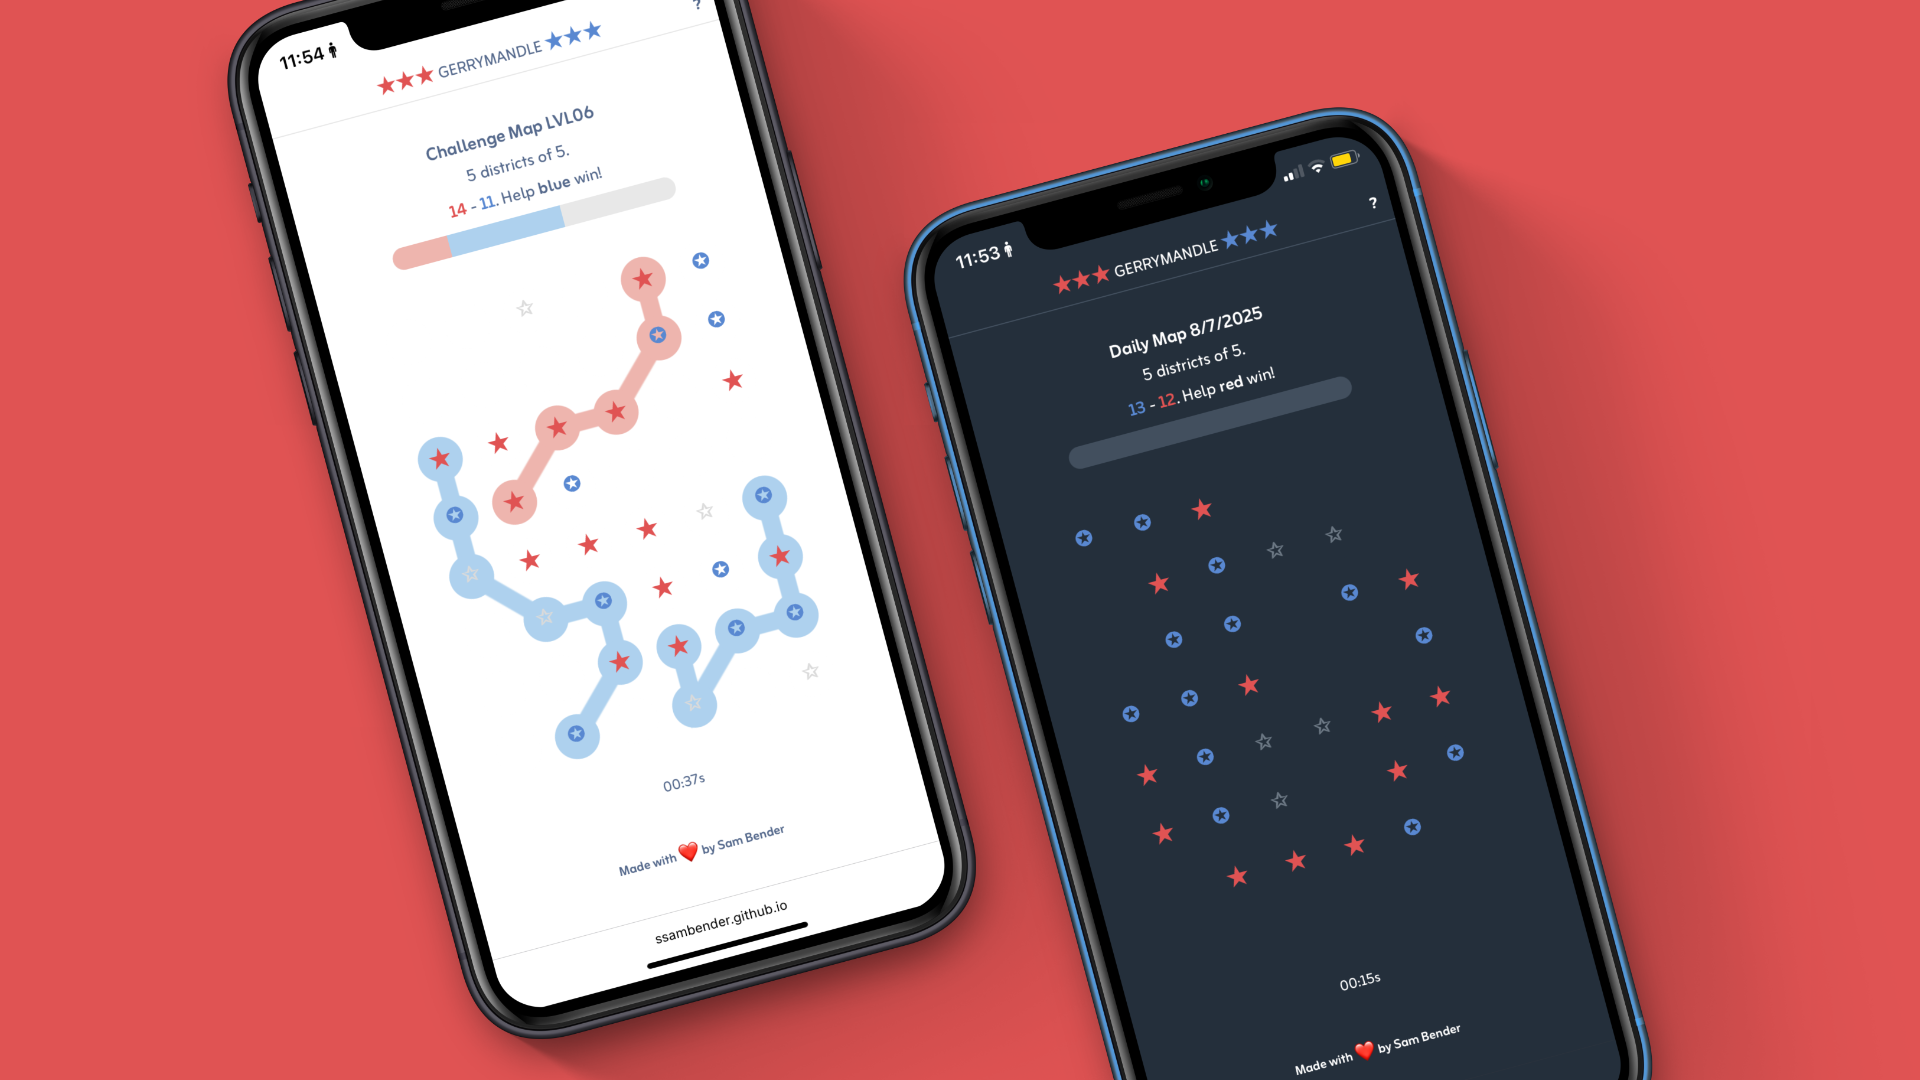 11:54
?
GERRYMANDLE
Challenge Map LVL06
5 districts of 5.
14 - 11. Help blue win!
00:37s
Made with ❤️ by Sam Bender
ssambender.github.io
11:53
?
GERRYMANDLE
Daily Map 8/7/2025
5 districts of 5.
13 - 12. Help red win!
00:15s
Made with ❤️ by Sam Bender